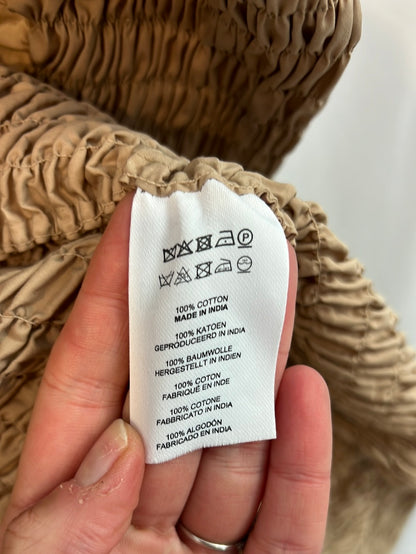 P
100% COTTON
MADE IN INDIA
100% KATOEN
GEPRODUCEERD IN INDIA
100% BAUMWOLLE
HERGESTELLT IN INDIEN
100% COTON
FABRIQUÉ EN INDE
100% COTONE
FABBRICATO IN INDIA
100% ALGODÓN
FABRICADO EN INDIA